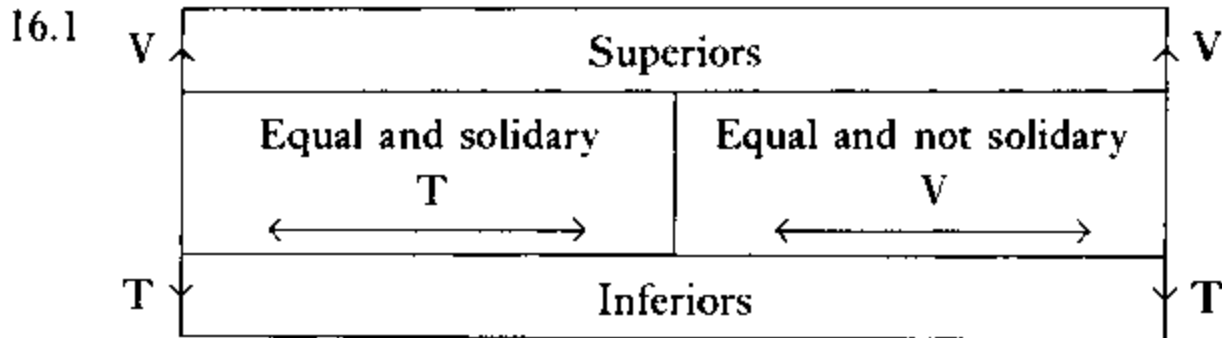 16.1
V Superiors V
Equal and solidary Equal and not solidary
T V
T Inferiors T